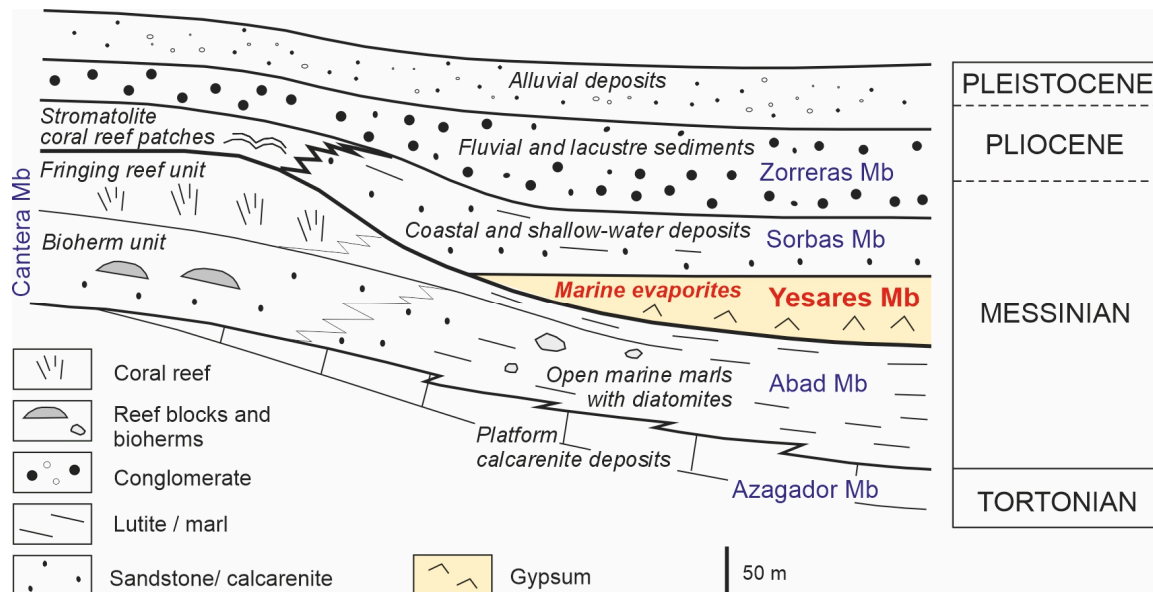 Alluvial deposits
PLEISTOCENE
Stromatolite
coral reef patches
Fluvial and lacustre sediments
PLIOCENE
Zorreras Mb
Fringing reef unit
Cantera Mb
Coastal and shallow-water deposits
Sorbas Mb
Bioherm unit
Marine evaporites
Yesares Mb
MESSINIAN
Open marine marls
with diatomites
Abad Mb
Platform
calcarenite deposits
Azagador Mb
TORTONIAN
Coral reef
Reef blocks and
bioherms
Conglomerate
Lutite / marl
Sandstone/ calcarenite
Gypsum
50 m